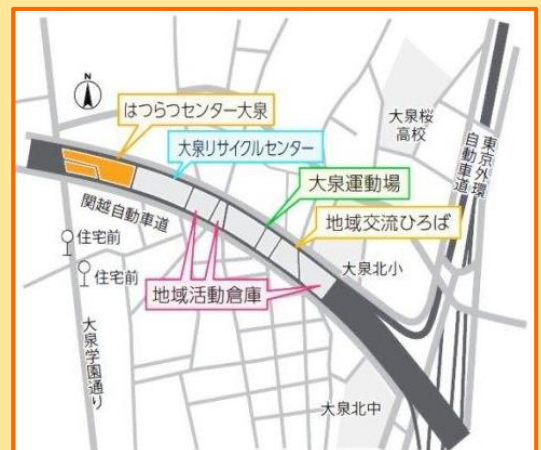 N
はつらつセンター大泉
大泉リサイクルセンター
大泉桜
高校
東京外環
自動車道
大泉運動場
地域交流ひろば
関越自動車道
住宅前
住宅前
大泉北小
地域活動倉庫
大泉学園通り
大泉北中